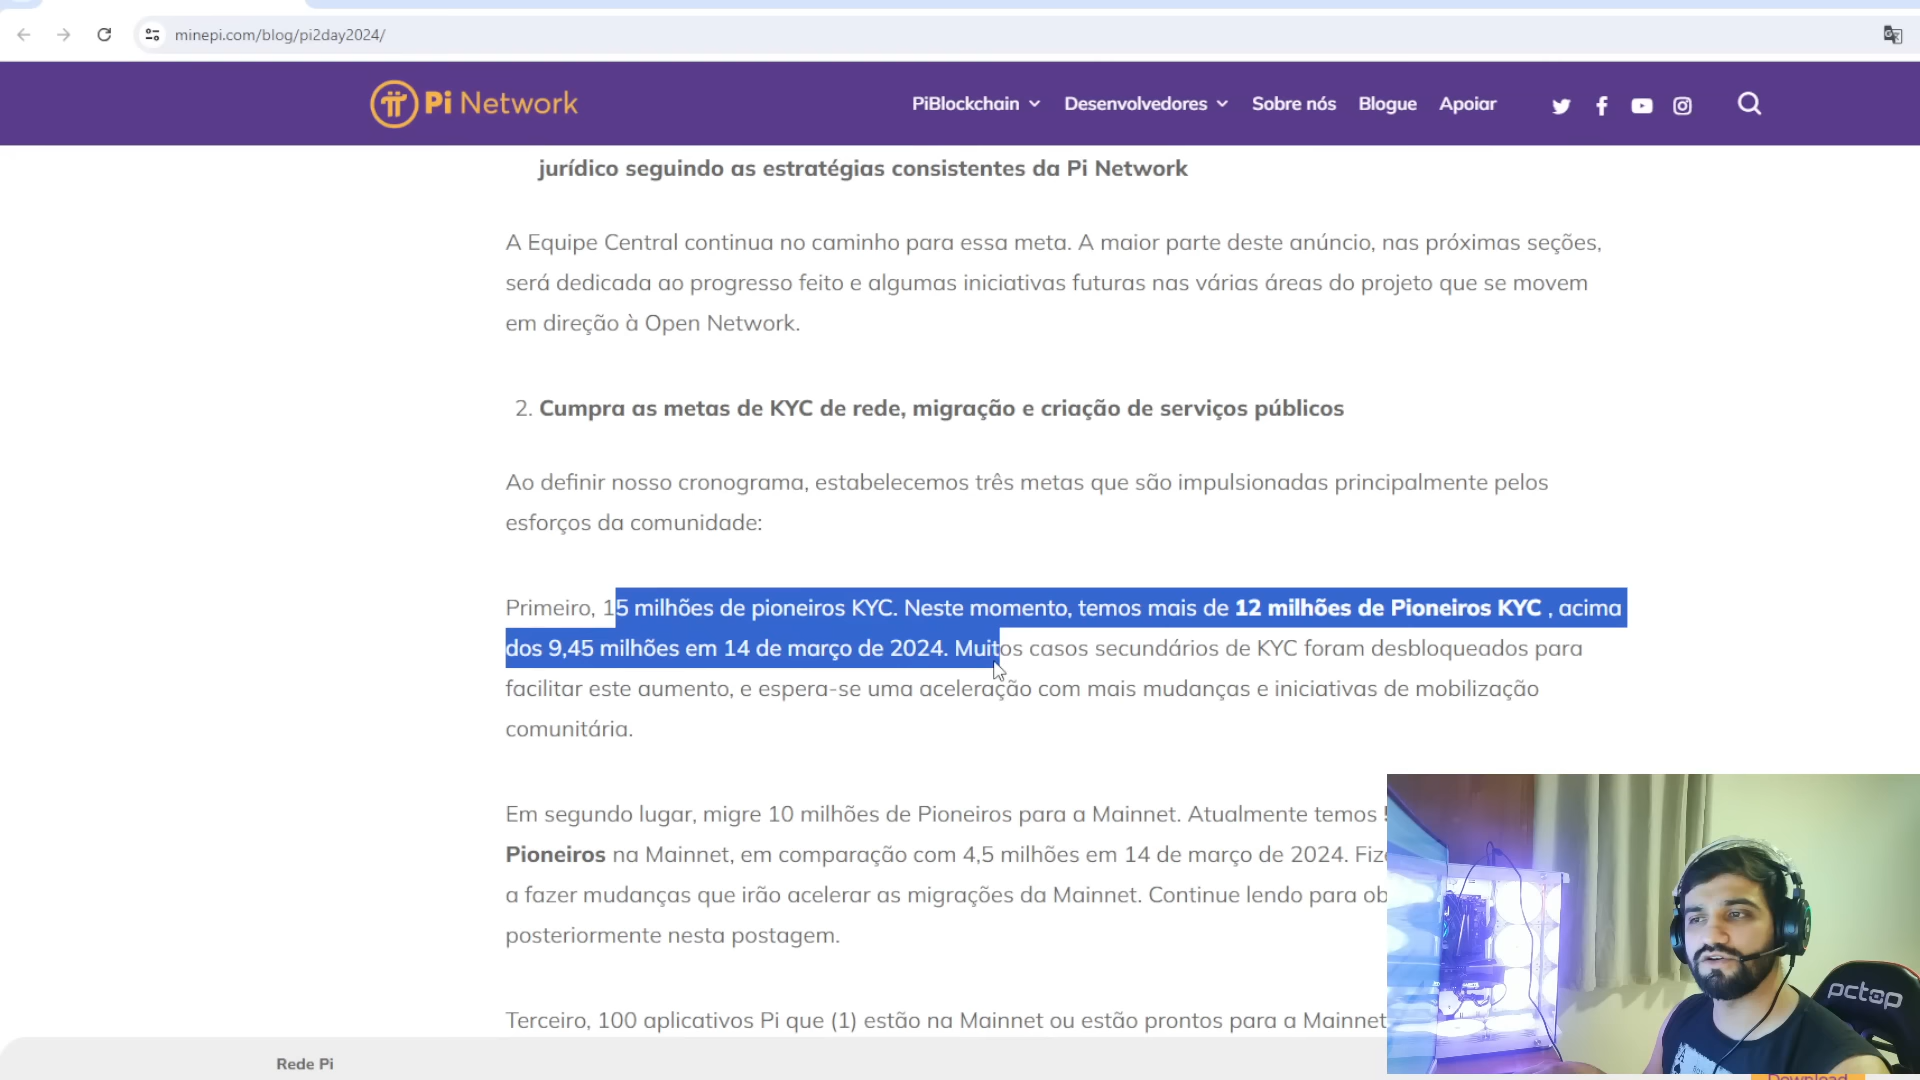 minepi.com/blog/pi2day2024/
Pi Network
PiBlockchain
Desenvolvedores
Sobre nós
Blogue
Apoiar
jurídico seguindo as estratégias consistentes da Pi Network
A Equipe Central continua no caminho para essa meta. A maior parte deste anúncio, nas próximas seções,
será dedicada ao progresso feito e algumas iniciativas futuras nas várias áreas do projeto que se movem
em direção à Open Network.
2. Cumpra as metas de KYC de rede, migração e criação de serviços públicos
Ao definir nosso cronograma, estabelecemos três metas que são impulsionadas principalmente pelos
esforços da comunidade:
Primeiro, 15 milhões de pioneiros KYC. Neste momento, temos mais de 12 milhões de Pioneiros KYC , acima
dos 9,45 milhões em 14 de março de 2024. Muitos casos secundários de KYC foram desbloqueados para
facilitar este aumento, e espera-se uma aceleração com mais mudanças e iniciativas de mobilização
comunitária.
Em segundo lugar, migre 10 milhões de Pioneiros para a Mainnet. Atualmente temos
Pioneiros na Mainnet, em comparação com 4,5 milhões em 14 de março de 2024.
a fazer mudanças que irão acelerar as migrações da Mainnet. Continue lendo para
posteriormente nesta postagem.
Terceiro, 100 aplicativos Pi que (1) estão na Mainnet ou estão prontos para a Mainnet
Rede Pi
pctop